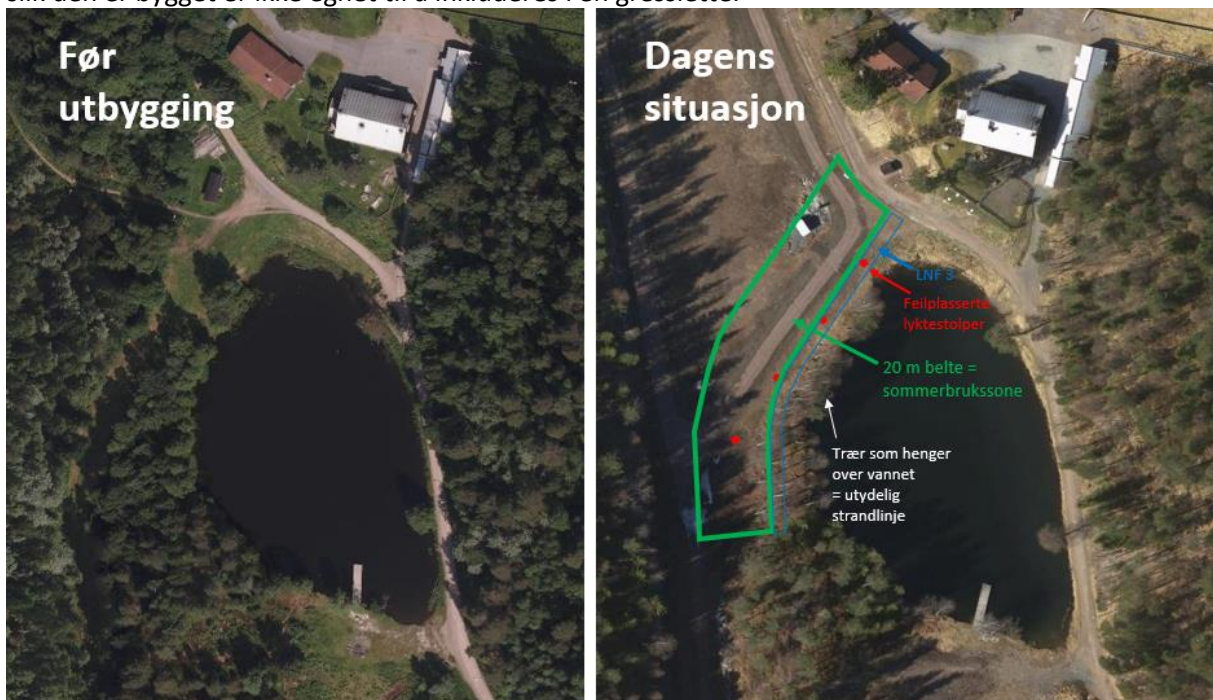 Før
utbygging
Dagens
situasjon
LNF 3
Feilplasserte
lyktestolper
20 m belte =
sommerbrukssone
Trær som henger
over vannet
= utydelig
strandlinje